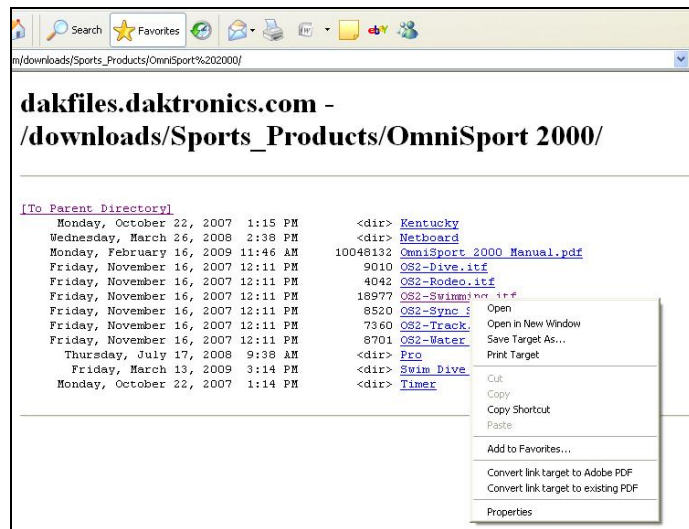 Search Favorites W ebY
m/downloads/Sports_Products/OmniSport%202000/
dakfiles.daktronics.com -
/downloads/Sports_Products/OmniSport 2000/
[To Parent Directory]
Monday, October 22, 2007 1:15 PM <dir> Kentucky
Wednesday, March 26, 2008 2:38 PM <dir> Netboard
Monday, February 16, 2009 11:46 AM 10048132 OmniSport 2000 Manual.pdf
Friday, November 16, 2007 12:11 PM 9010 OS2-Dive.itf
Friday, November 16, 2007 12:11 PM 4042 OS2-Rodeo.itf
Friday, November 16, 2007 12:11 PM 18977 OS2-Swimming.itf
Friday, November 16, 2007 12:11 PM 8520 OS2-Sync
Friday, November 16, 2007 12:11 PM 7360 OS2-Track.
Friday, November 16, 2007 12:11 PM 8701 OS2-Water
Thursday, July 17, 2008 9:38 AM <dir> Pro
Friday, March 13, 2009 3:14 PM <dir> Swim Dive
Monday, October 22, 2007 1:14 PM <dir> Timer
Open
Open in New Window
Save Target As...
Print Target
Cut
Copy
Copy Shortcut
Paste
Add to Favorites...
Convert link target to Adobe PDF
Convert link target to existing PDF
Properties